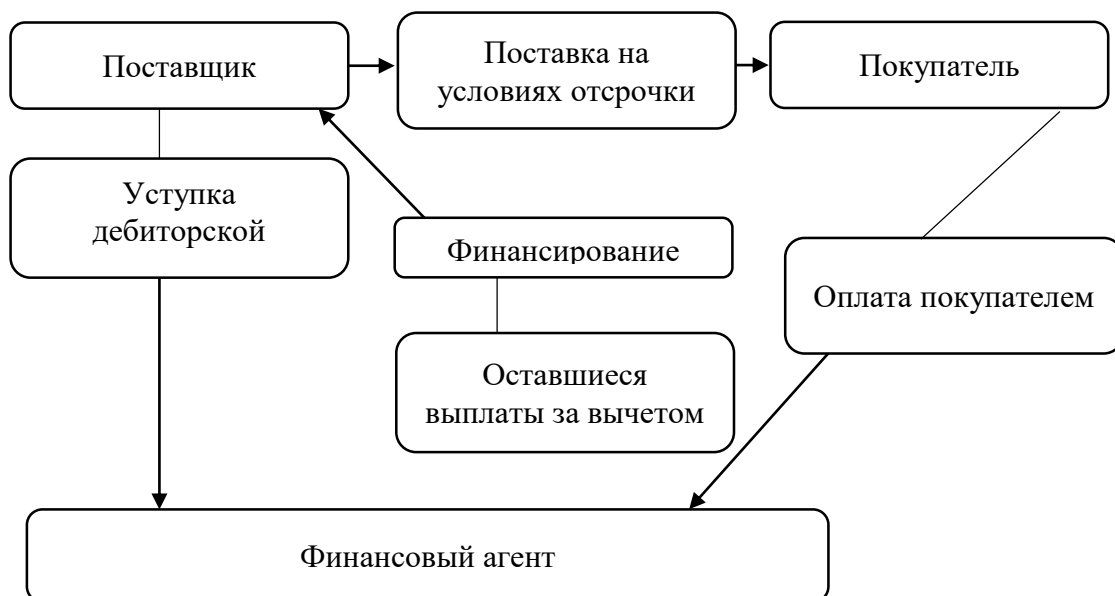 Поставщик
Поставка на
условиях отсрочки
Покупатель
Уступка
дебиторской
Финансирование
Оплата покупателем
Оставшиеся
выплаты за вычетом
Финансовый агент